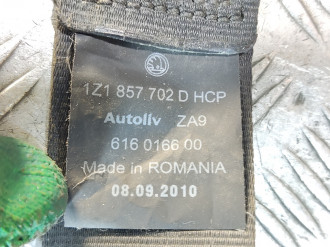 1Z1 857 702 D HCP
Autoliv ZA9
616 0166 00
Made in ROMANIA
08.09.2010